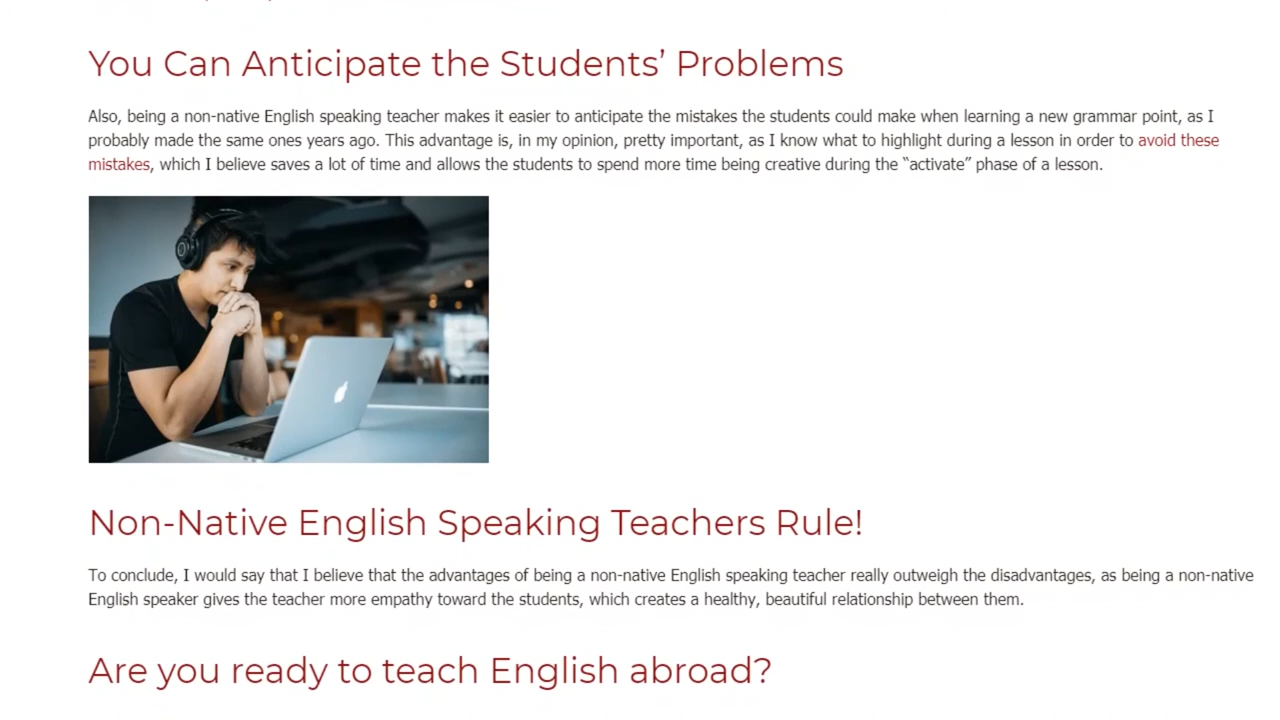 You Can Anticipate the Students’ Problems
Also, being a non-native English speaking teacher makes it easier to anticipate the mistakes the students could make when learning a new grammar point, as I
probably made the same ones years ago. This advantage is, in my opinion, pretty important, as I know what to highlight during a lesson in order to avoid these
mistakes, which I believe saves a lot of time and allows the students to spend more time being creative during the “activate” phase of a lesson.
Non-Native English Speaking Teachers Rule!
To conclude, I would say that I believe that the advantages of being a non-native English speaking teacher really outweigh the disadvantages, as being a non-native
English speaker gives the teacher more empathy toward the students, which creates a healthy, beautiful relationship between them.
Are you ready to teach English abroad?